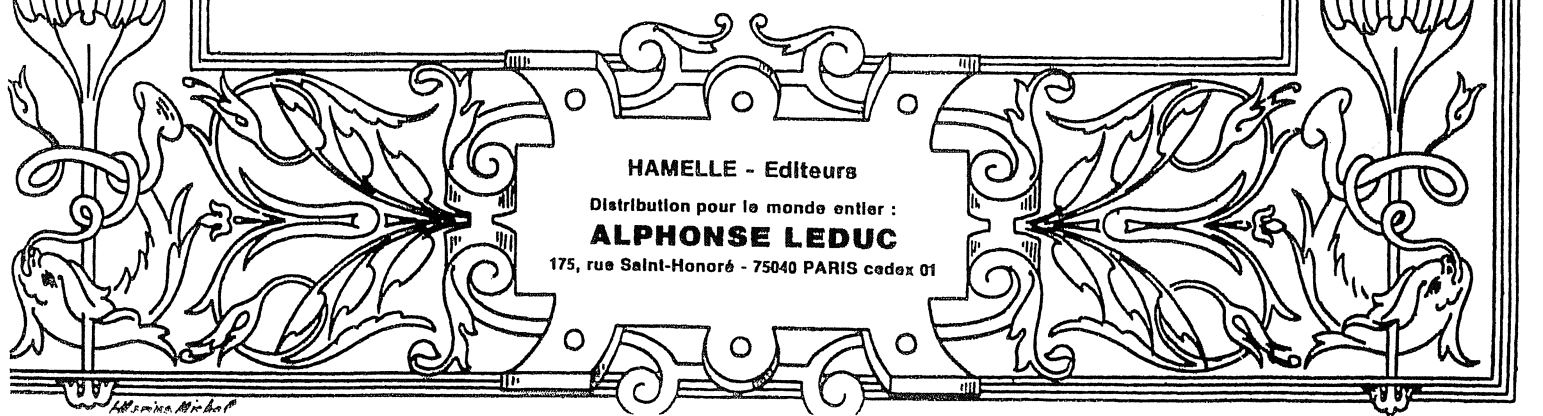 HAMELLE - Editeurs
Distribution pour le monde entier :
ALPHONSE LEDUC
175, rue Saint-Honoré - 75040 PARIS cedex 01